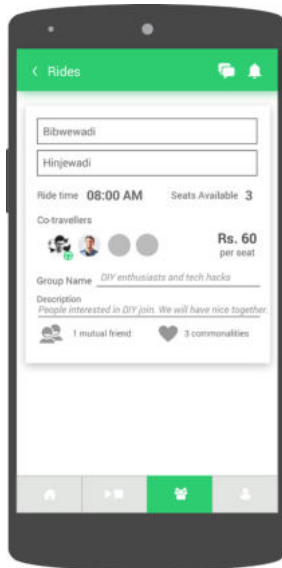 Rides
Bibwewadi
Hinjewadi
Ride time 08:00 AM Seats Available 3
Co-travellers
Rs. 60
per seat
Group Name DIY enthusiasts and tech hacks
Description
People interested in DIY join. We will have nice together.
1 mutual friend 3 commonalities